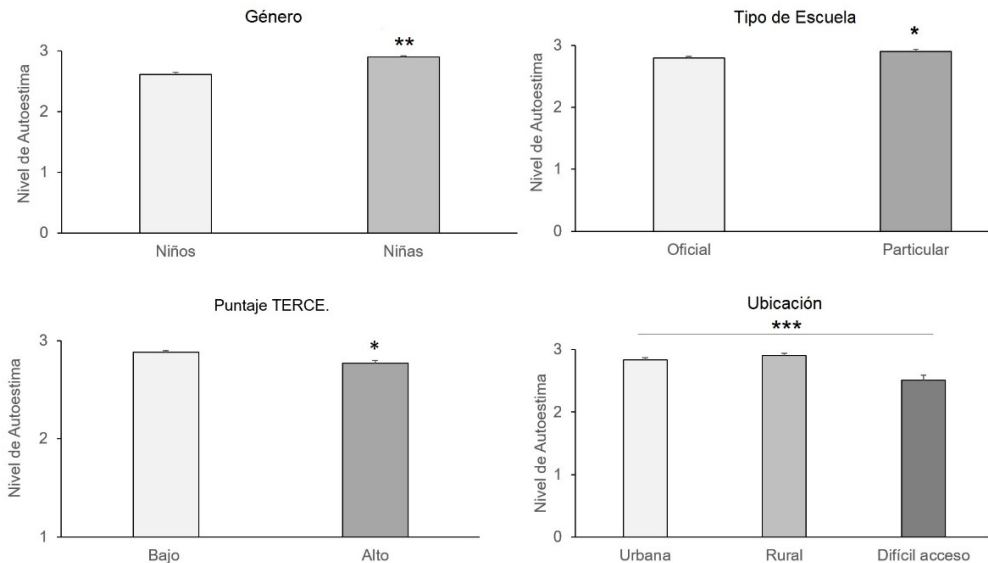 Género
Nivel de Autoestima
3
2
1
0
**
Niños Niñas
Tipo de Escuela
Nivel de Autoestima
3
2
1
0
*
Oficial Particular
Puntaje TERCE.
Nivel de Autoestima
3
2
1
*
Bajo Alto
Ubicación
***
Nivel de Autoestima
3
2
1
0
Urbana Rural Difícil acceso